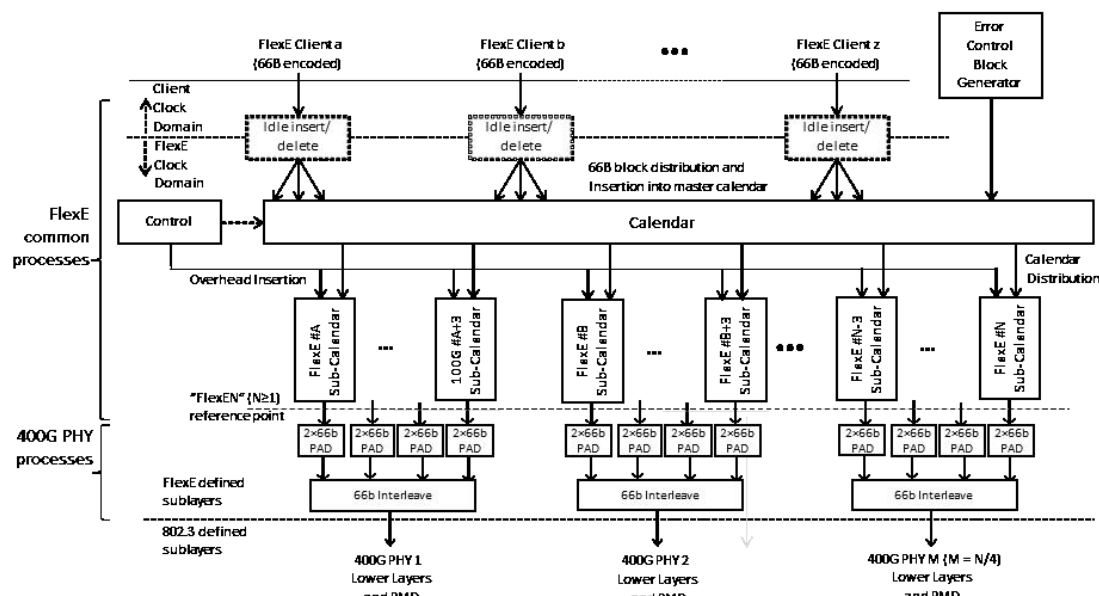 FlexE Client a
(66B encoded)
FlexE Client b
(66B encoded)
•••
FlexE Client z
(66B encoded)
Error
Control
Block
Generator
Client
Clock
Domain
FlexE
Clock
Domain
Idle insert/
delete
Idle insert/
delete
Idle insert/
delete
66B block distribution and
Insertion into master calendar
FlexE
common
processes
Control
Calendar
Overhead Insertion
Calendar
Distribution
FlexE #A
Sub-Calendar
...
100G #A+3
Sub-Calendar
FlexE #B
Sub-Calendar
...
FlexE #B+3
Sub-Calendar
•••
FlexE #N-3
Sub-Calendar
...
FlexE #N
Sub-Calendar
"FlexEN" (N≥1)
reference point
400G PHY
processes
2×66b
PAD
2×66b
PAD
2×66b
PAD
2×66b
PAD
2×66b
PAD
2×66b
PAD
2×66b
PAD
2×66b
PAD
2×66b
PAD
2×66b
PAD
2×66b
PAD
2×66b
PAD
FlexE defined
sublayers
66b Interleave
66b Interleave
66b Interleave
802.3 defined
sublayers
400G PHY 1
Lower Layers
and PMD
400G PHY 2
Lower Layers
and PMD
400G PHY M (M = N/4)
Lower Layers
and PMD